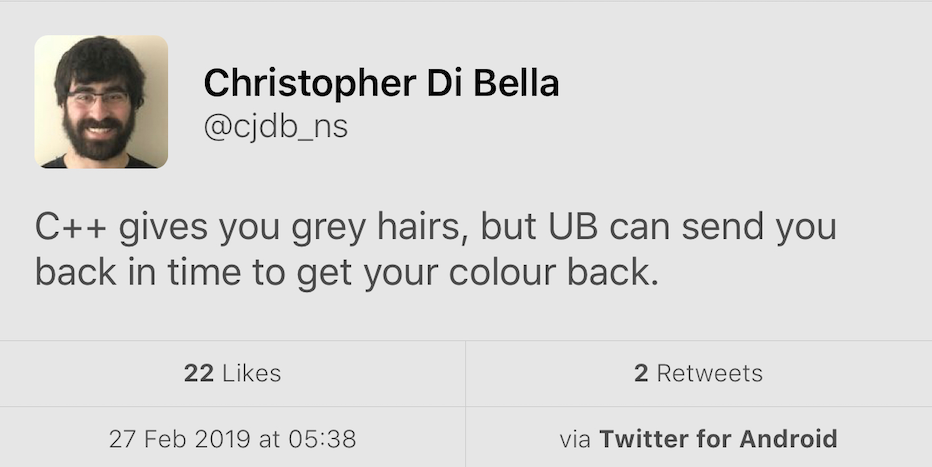 Christopher Di Bella
@cjdb_ns
C++ gives you grey hairs, but UB can send you
back in time to get your colour back.
22 Likes
2 Retweets
27 Feb 2019 at 05:38
via Twitter for Android